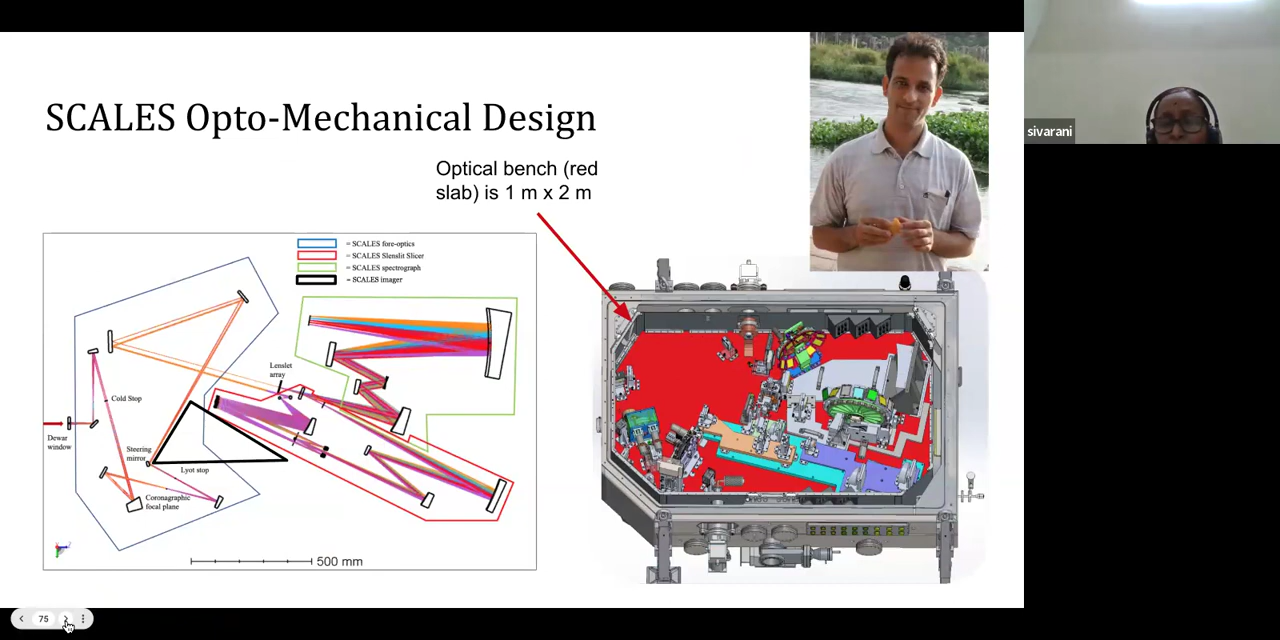 SCALES Opto-Mechanical Design
Optical bench (red
slab) is 1 m x 2 m
= SCALES fore-optics
= SCALES Slenslit Slicer
= SCALES spectrograph
= SCALES imager
Lenslet
array
Cold Stop
Dewar
window
Steering
mirror
Lyot stop
Coronagraphic
focal plane
500 mm
sivarani
75